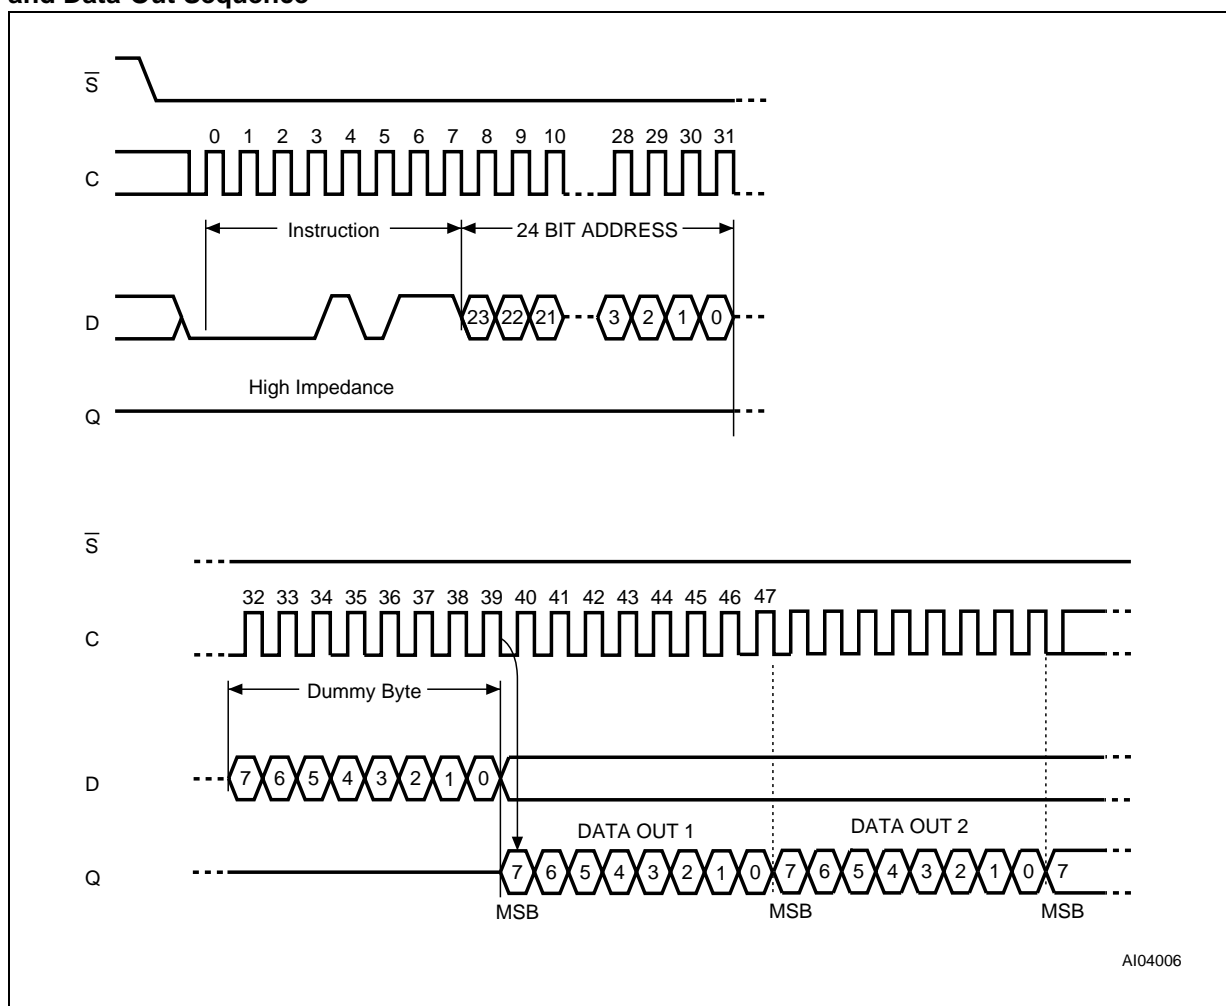 and Data-Out Sequence
S
0 1 2 3 4 5 6 7 8 9 10 28 29 30 31
C
Instruction 24 BIT ADDRESS
D 23 22 21 3 2 1 0
High Impedance
Q
S
32 33 34 35 36 37 38 39 40 41 42 43 44 45 46 47
C
Dummy Byte
D 7 6 5 4 3 2 1 0
DATA OUT 1 DATA OUT 2
Q 7 6 5 4 3 2 1 0 7 6 5 4 3 2 1 0 7
MSB MSB MSB
AI04006